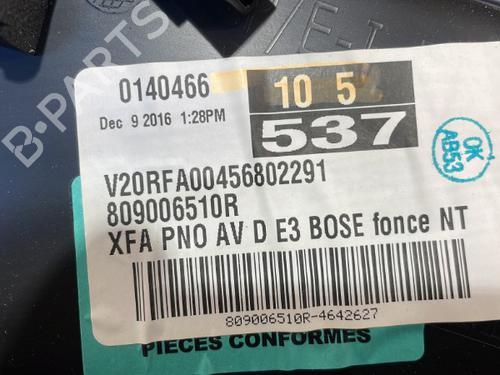 B-PARTS
E-1
0140466
10 5
Dec 9 2016 1:28PM
537
OK
AB53
V20RFA00456802291
809006510R
XFA PNO AV D E3 BOSE fonce NT
809006510R-4642627
PIECES CONFORMES